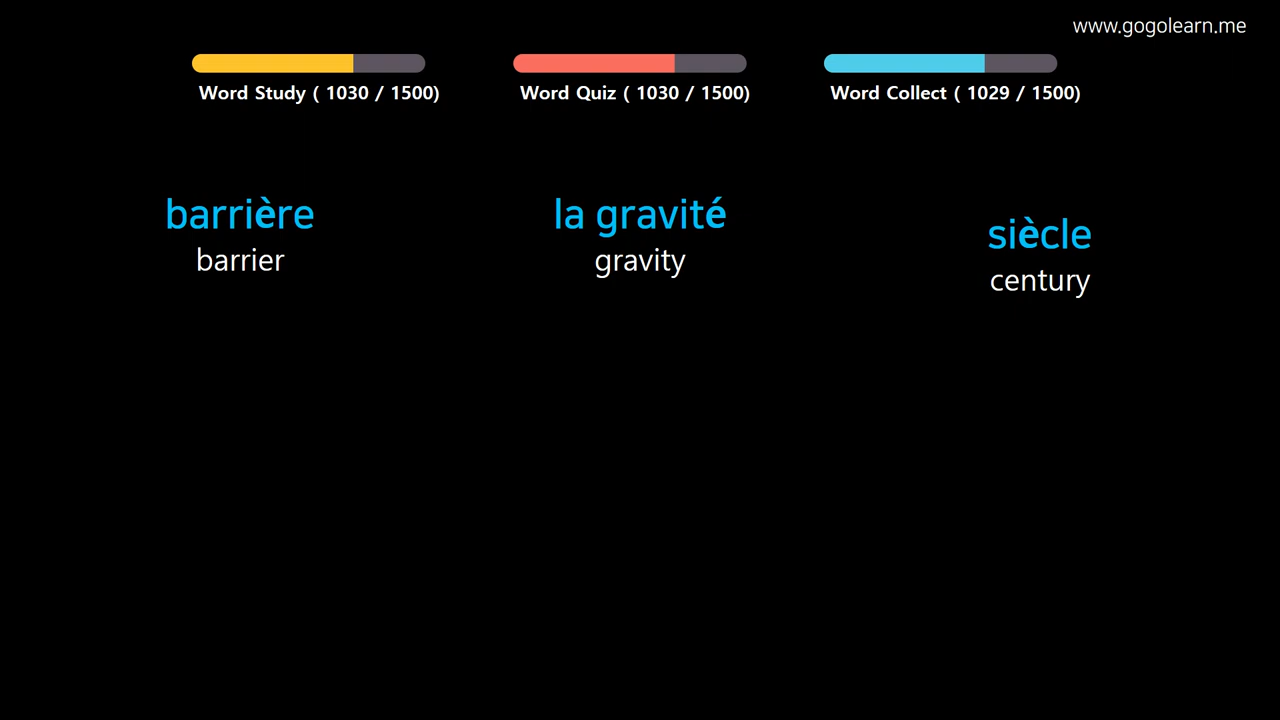 www.gogolearn.me
Word Study ( 1030 / 1500)
Word Quiz ( 1030 / 1500)
Word Collect ( 1029 / 1500)
barrière
barrier
la gravité
gravity
siècle
century